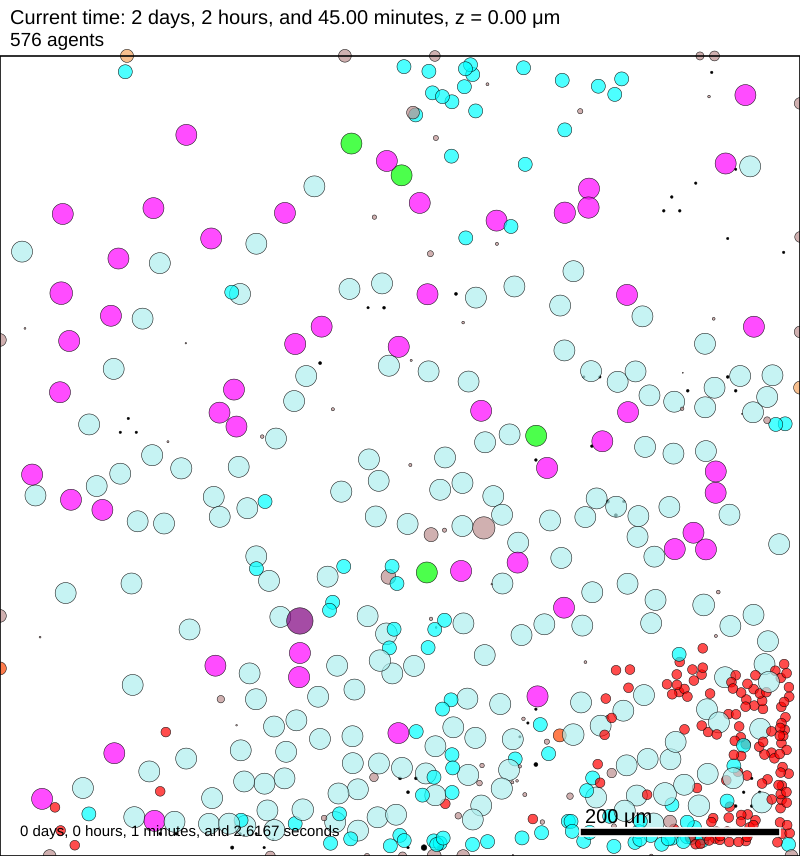 Current time: 2 days, 2 hours, and 45.00 minutes, z = 0.00 μm
576 agents
200 μm
0 days, 0 hours, 1 minutes, and 2.6167 seconds